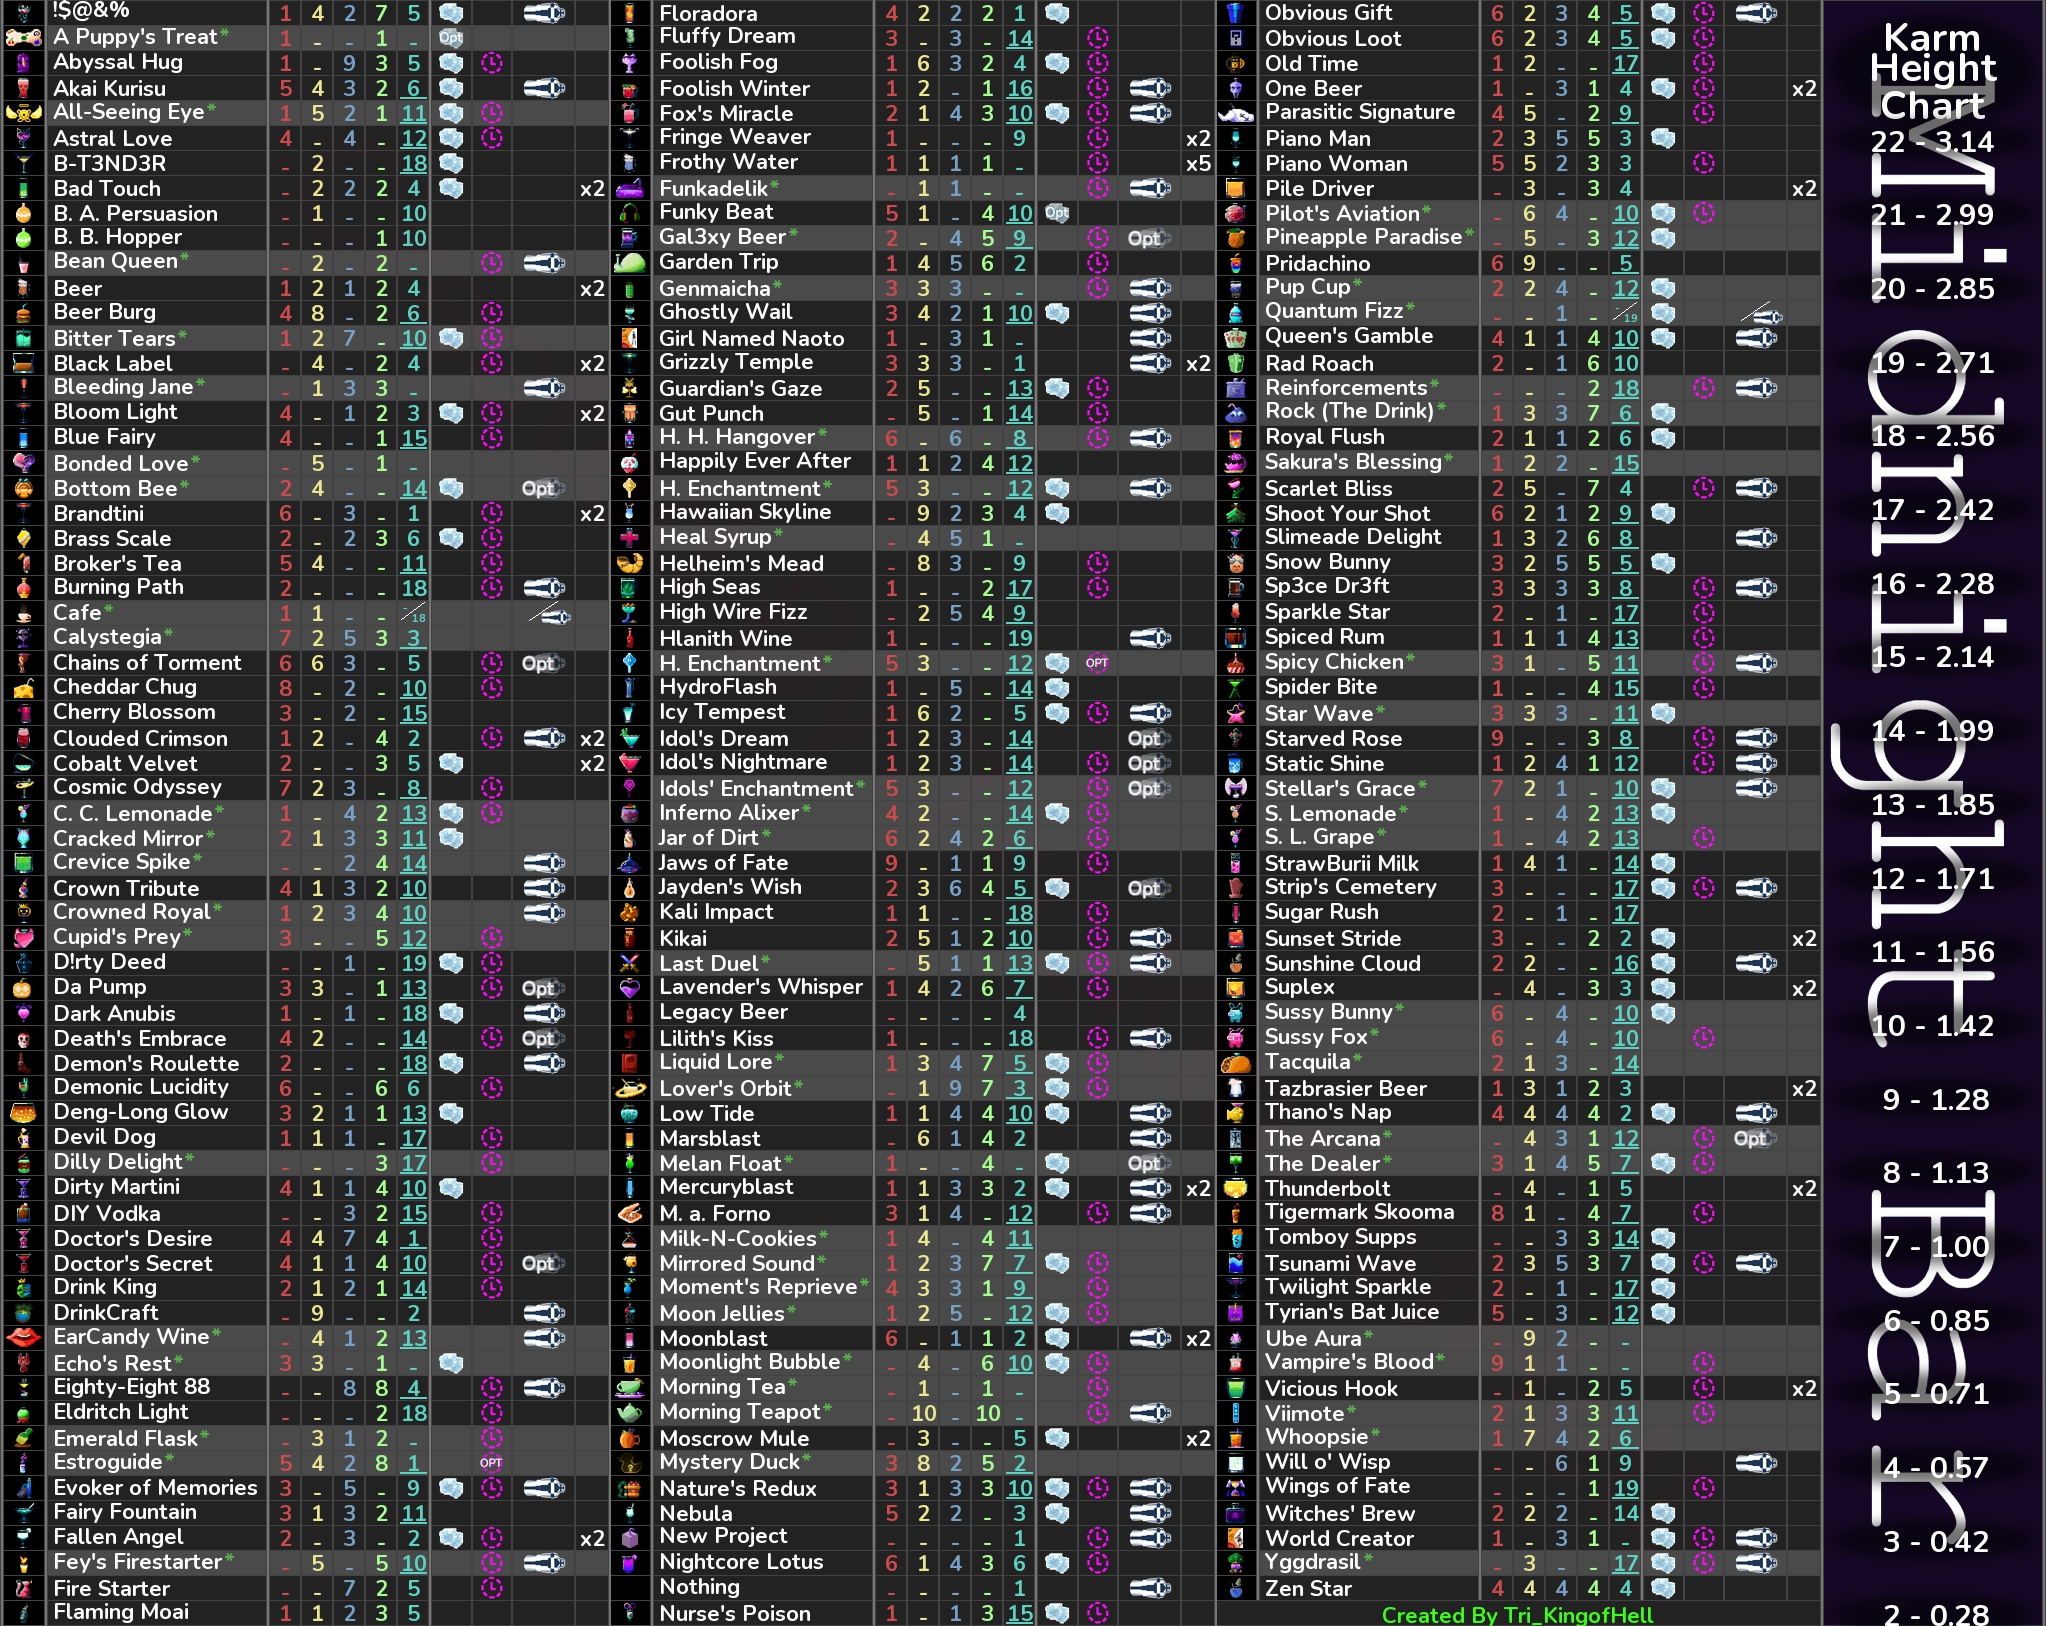 !$@&% 1 4 2 7 5
A Puppy's Treat* 1 - - 1 - Opt
Abyssal Hug 1 - 9 3 5
Akai Kurisu 5 4 3 2 6
All-Seeing Eye* 1 5 2 1 11
Astral Love 4 - 4 - 12
B-T3ND3R - 2 - - 18
Bad Touch - 2 2 2 4 x2
B. A. Persuasion - 1 - - 10
B. B. Hopper - - - 1 10
Bean Queen* - 2 - 2 -
Beer 1 2 1 2 4 x2
Beer Burg 4 8 - 2 6
Bitter Tears* 1 2 7 - 10
Black Label - 4 - 2 4 x2
Bleeding Jane* - 1 3 3 -
Bloom Light 4 - 1 2 3 x2
Blue Fairy 4 - - 1 15
Bonded Love* - 5 - 1 -
Bottom Bee* 2 4 - - 14 Opt
Brandtini 6 - 3 - 1 x2
Brass Scale 2 - 2 3 6
Broker's Tea 5 4 - - 11
Burning Path 2 - - - 18
Cafe* 1 1 - - -/18
Calystegia* 7 2 5 3 3
Chains of Torment 6 6 3 - 5 Opt
Cheddar Chug 8 - 2 - 10
Cherry Blossom 3 - 2 - 15
Clouded Crimson 1 2 - 4 2 x2
Cobalt Velvet 2 - - 3 5 x2
Cosmic Odyssey 7 2 3 - 8
C. C. Lemonade* 1 - 4 2 13
Cracked Mirror* 2 1 3 3 11
Crevice Spike* - - 2 4 14
Crown Tribute 4 1 3 2 10
Crowned Royal* 1 2 3 4 10
Cupid's Prey* 3 - - 5 12
D!rty Deed - - 1 - 19
Da Pump 3 3 - 1 13 Opt
Dark Anubis 1 - 1 - 18
Death's Embrace 4 2 - - 14 Opt
Demon's Roulette 2 - - - 18
Demonic Lucidity 6 - - 6 6
Deng-Long Glow 3 2 1 1 13
Devil Dog 1 1 1 - 17
Dilly Delight* - - - 3 17
Dirty Martini 4 1 1 4 10
DIY Vodka - - 3 2 15
Doctor's Desire 4 4 7 4 1
Doctor's Secret 4 1 1 4 10 Opt
Drink King 2 1 2 1 14
DrinkCraft - 9 - - 2
EarCandy Wine* - 4 1 2 13
Echo's Rest* 3 3 - 1 -
Eighty-Eight 88 - - 8 8 4
Eldritch Light - - - 2 18
Emerald Flask* - 3 1 2 -
Estroguide* 5 4 2 8 1 OPT
Evoker of Memories 3 - 5 - 9
Fairy Fountain 3 1 3 2 11
Fallen Angel 2 - 3 - 2 x2
Fey's Firestarter* - 5 - 5 10
Fire Starter - - 7 2 5
Flaming Moai 1 1 2 3 5
Floradora 4 2 2 2 1
Fluffy Dream 3 - 3 - 14
Foolish Fog 1 6 3 2 4
Foolish Winter 1 2 - 1 16
Fox's Miracle 2 1 4 3 10
Fringe Weaver 1 - - - 9 x2
Frothy Water 1 1 1 1 - x5
Funkadelik* - 1 1 - -
Funky Beat 5 1 - 4 10 Opt
Gal3xy Beer* 2 - 4 5 9 Opt
Garden Trip 1 4 5 6 2
Genmaicha* 3 3 3 - -
Ghostly Wail 3 4 2 1 10
Girl Named Naoto 1 - 3 1 -
Grizzly Temple 3 3 3 - 1 x2
Guardian's Gaze 2 5 - - 13
Gut Punch - 5 - 1 14
H. H. Hangover* 6 - 6 - 8
Happily Ever After 1 1 2 4 12
H. Enchantment* 5 3 - - 12
Hawaiian Skyline - 9 2 3 4
Heal Syrup* - 4 5 1 -
Helheim's Mead - 8 3 - 9
High Seas 1 - - 2 17
High Wire Fizz - 2 5 4 9
Hlanith Wine 1 - - - 19
H. Enchantment* 5 3 - - 12 OPT
HydroFlash 1 - 5 - 14
Icy Tempest 1 6 2 - 5
Idol's Dream 1 2 3 - 14 Opt
Idol's Nightmare 1 2 3 - 14 Opt
Idols' Enchantment* 5 3 - - 12 Opt
Inferno Alixer* 4 2 - - 14
Jar of Dirt* 6 2 4 2 6
Jaws of Fate 9 - 1 1 9
Jayden's Wish 2 3 6 4 5 Opt
Kali Impact 1 1 - - 18
Kikai 2 5 1 2 10
Last Duel* - 5 1 1 13
Lavender's Whisper 1 4 2 6 7
Legacy Beer - - - - 4
Lilith's Kiss 1 - - - 18
Liquid Lore* 1 3 4 7 5
Lover's Orbit* - 1 9 7 3
Low Tide 1 1 4 4 10
Marsblast - 6 1 4 2
Melan Float* 1 - - 4 - Opt
Mercuryblast 1 1 3 3 2 x2
M. a. Forno 3 1 4 - 12
Milk-N-Cookies* 1 4 - 4 11
Mirrored Sound* 1 2 3 7 7
Moment's Reprieve* 4 3 3 1 9
Moon Jellies* 1 2 5 - 12
Moonblast 6 - 1 1 2 x2
Moonlight Bubble* - 4 - 6 10
Morning Tea* - 1 - 1 -
Morning Teapot* - 10 - 10 -
Moscrow Mule - 3 - - 5 x2
Mystery Duck* 3 8 2 5 2
Nature's Redux 3 1 3 3 10
Nebula 5 2 2 - 3
New Project - - - - 1
Nightcore Lotus 6 1 4 3 6
Nothing - - - - 1
Nurse's Poison 1 - 1 3 15
Obvious Gift 6 2 3 4 5
Obvious Loot 6 2 3 4 5
Old Time 1 2 - - 17
One Beer 1 - 3 1 4 x2
Parasitic Signature 4 5 - 2 9
Piano Man 2 3 5 5 3
Piano Woman 5 5 2 3 3
Pile Driver - 3 - 3 4 x2
Pilot's Aviation* - 6 4 - 10
Pineapple Paradise* - 5 - 3 12
Pridachino 6 9 - - 5
Pup Cup* 2 2 4 - 12
Quantum Fizz* - - 1 - -/19
Queen's Gamble 4 1 1 4 10
Rad Roach 2 - 1 6 10
Reinforcements* - - - 2 18
Rock (The Drink)* 1 3 3 7 6
Royal Flush 2 1 1 2 6
Sakura's Blessing* 1 2 2 - 15
Scarlet Bliss 2 5 - 7 4
Shoot Your Shot 6 2 1 2 9
Slimeade Delight 1 3 2 6 8
Snow Bunny 3 2 5 5 5
Sp3ce Dr3ft 3 3 3 3 8
Sparkle Star 2 - 1 - 17
Spiced Rum 1 1 1 4 13
Spicy Chicken* 3 1 - 5 11
Spider Bite 1 - - 4 15
Star Wave* 3 3 3 - 11
Starved Rose 9 - - 3 8
Static Shine 1 2 4 1 12
Stellar's Grace* 7 2 1 - 10
S. Lemonade* 1 - 4 2 13
S. L. Grape* 1 - 4 2 13
StrawBurii Milk 1 4 1 - 14
Strip's Cemetery 3 - - - 17
Sugar Rush 2 - 1 - 17
Sunset Stride 3 - - 2 2 x2
Sunshine Cloud 2 2 - - 16
Suplex - 4 - 3 3 x2
Sussy Bunny* 6 - 4 - 10
Sussy Fox* 6 - 4 - 10
Tacquila* 2 1 3 - 14
Tazbrasier Beer 1 3 1 2 3 x2
Thano's Nap 4 4 4 4 2
The Arcana* - 4 3 1 12 Opt
The Dealer* 3 1 4 5 7
Thunderbolt - 4 - 1 5 x2
Tigermark Skooma 8 1 - 4 7
Tomboy Supps - - 3 3 14
Tsunami Wave 2 3 5 3 7
Twilight Sparkle 2 - 1 - 17
Tyrian's Bat Juice 5 - 3 - 12
Ube Aura* - 9 2 - -
Vampire's Blood* 9 1 1 - -
Vicious Hook - 1 - 2 5 x2
Viimote* 2 1 3 3 11
Whoopsie* 1 7 4 2 6
Will o' Wisp - - 6 1 9
Wings of Fate - - - 1 19
Witches' Brew 2 2 2 - 14
World Creator 1 - 3 1 -
Yggdrasil* - 3 - - 17
Zen Star 4 4 4 4 4
Created By Tri_KingofHell
Karm
Height
Chart
22 - 3.14
21 - 2.99
20 - 2.85
19 - 2.71
18 - 2.56
17 - 2.42
16 - 2.28
15 - 2.14
14 - 1.99
13 - 1.85
12 - 1.71
11 - 1.56
10 - 1.42
9 - 1.28
8 - 1.13
7 - 1.00
6 - 0.85
5 - 0.71
4 - 0.57
3 - 0.42
2 - 0.28
Midnight Bar